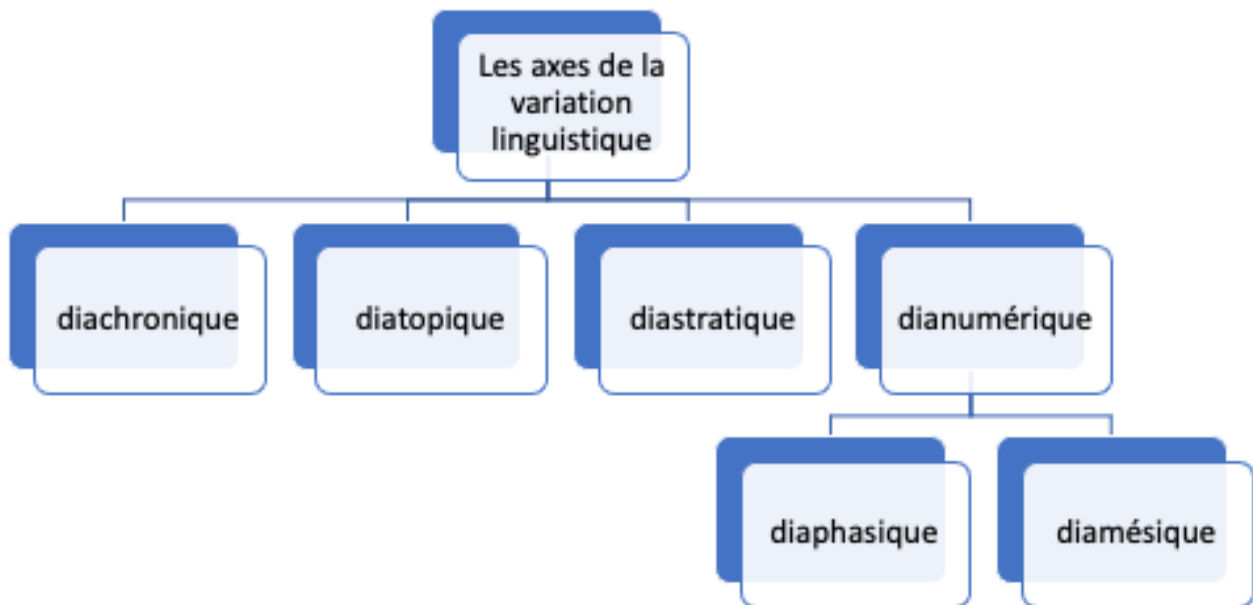 Les axes de la
variation
linguistique
diachronique
diatopique
diastratique
dianumérique
diaphasique
diamésique